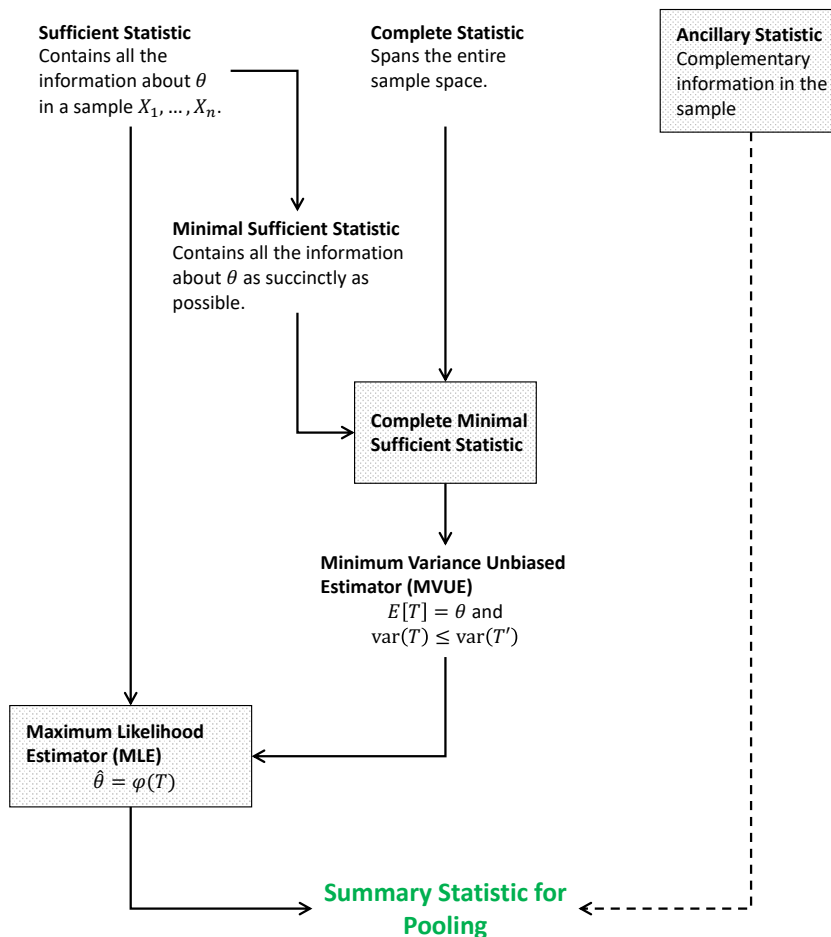 Sufficient Statistic
Contains all the
information about θ
in a sample X₁, … , Xₙ.
Complete Statistic
Spans the entire
sample space.
Ancillary Statistic
Complementary
information in the
sample
Minimal Sufficient Statistic
Contains all the information
about θ as succinctly as
possible.
Complete Minimal
Sufficient Statistic
Minimum Variance Unbiased
Estimator (MVUE)
E[T] = θ and
var(T) ≤ var(T′)
Maximum Likelihood
Estimator (MLE)
θ̂ = φ(T)
Summary Statistic for
Pooling